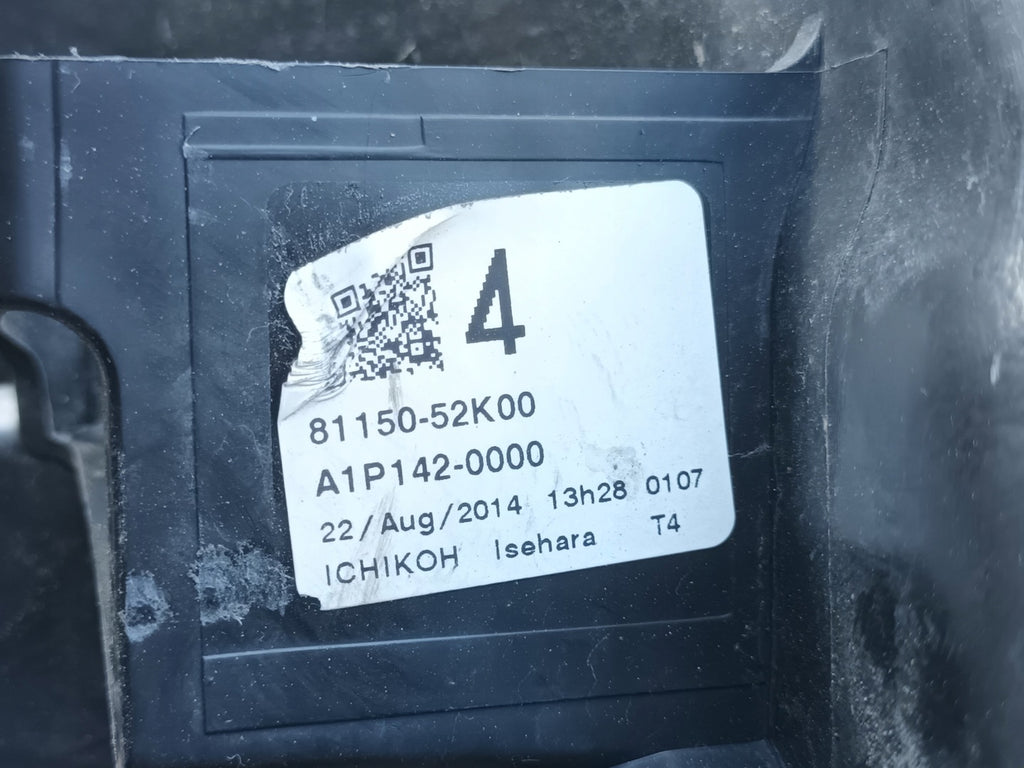 4
81150-52K00
A1P142-0000
22/Aug/2014 13h28 0107
ICHIKOH Isehara T4